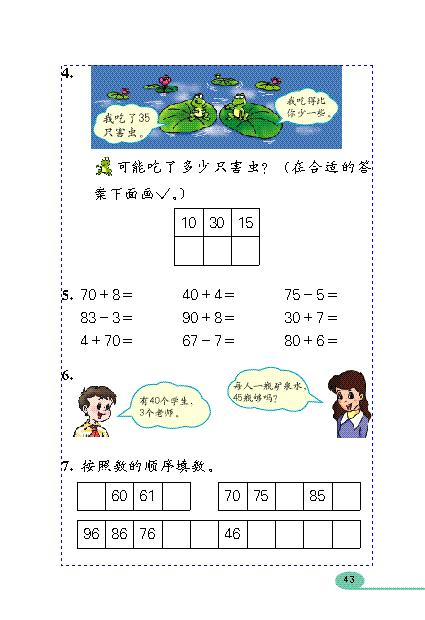 4.
我吃了35
只害虫。
我吃得比
你少一些。
可能吃了多少只害虫？（在合适的答
案下面画✓。）
10 30 15
5. 70＋8＝ 40＋4＝ 75－5＝
83－3＝ 90＋8＝ 30＋7＝
4＋70＝ 67－7＝ 80＋6＝
6.
有40个学生，
3个老师。
每人一瓶矿泉水，
45瓶够吗？
7. 按照数的顺序填数。
60 61 70 75 85
96 86 76 46
43